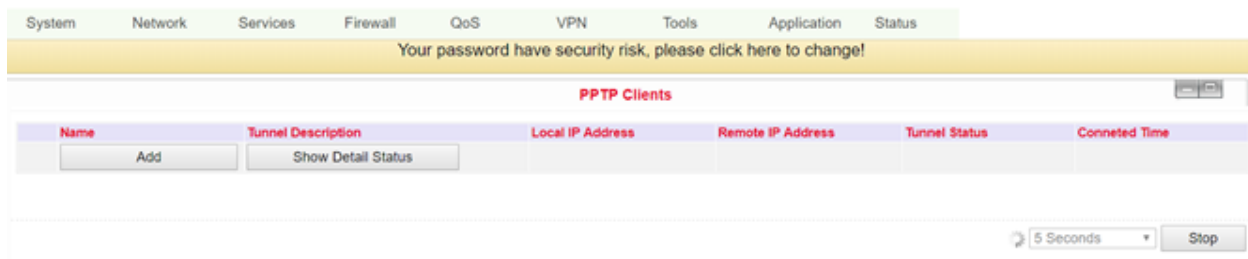 System Network Services Firewall QoS VPN Tools Application Status
Your password have security risk, please click here to change!
PPTP Clients
Name Tunnel Description Local IP Address Remote IP Address Tunnel Status Conneted Time
Add Show Detail Status
5 Seconds Stop